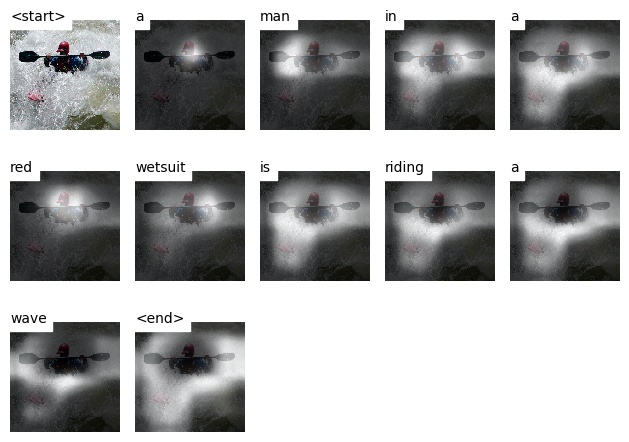 <start> a man in a
red wetsuit is riding a
wave <end>